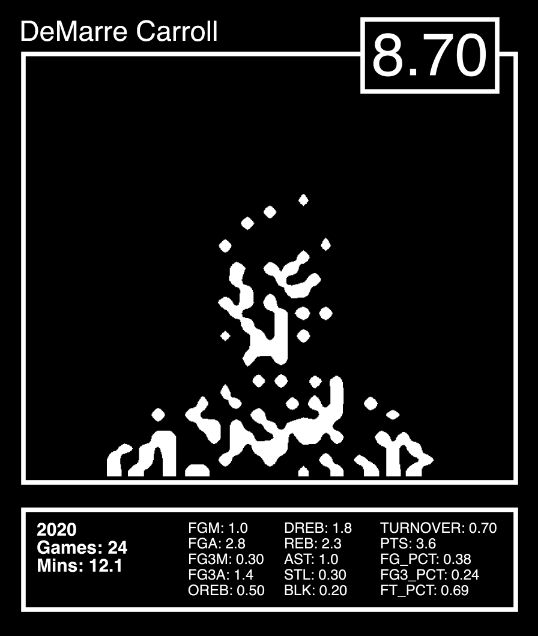 DeMarre Carroll
8.70
2020
Games: 24
Mins: 12.1
FGM: 1.0
FGA: 2.8
FG3M: 0.30
FG3A: 1.4
OREB: 0.50
DREB: 1.8
REB: 2.3
AST: 1.0
STL: 0.30
BLK: 0.20
TURNOVER: 0.70
PTS: 3.6
FG_PCT: 0.38
FG3_PCT: 0.24
FT_PCT: 0.69